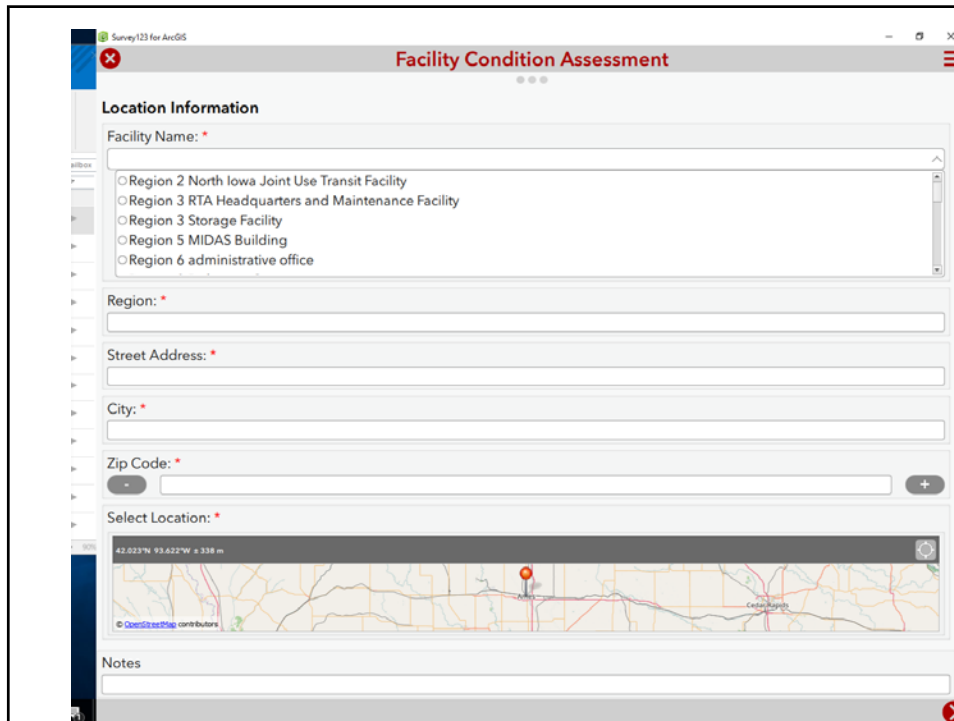 Survey123 for ArcGIS
Facility Condition Assessment
Location Information
Facility Name: *
Region 2 North Iowa Joint Use Transit Facility
Region 3 RTA Headquarters and Maintenance Facility
Region 3 Storage Facility
Region 5 MIDAS Building
Region 6 administrative office
Region: *
Street Address: *
City: *
Zip Code: *
- +
Select Location: *
42.023°N 93.622°W ± 338 m
Ames
Cedar Rapids
© OpenStreetMap contributors
Notes